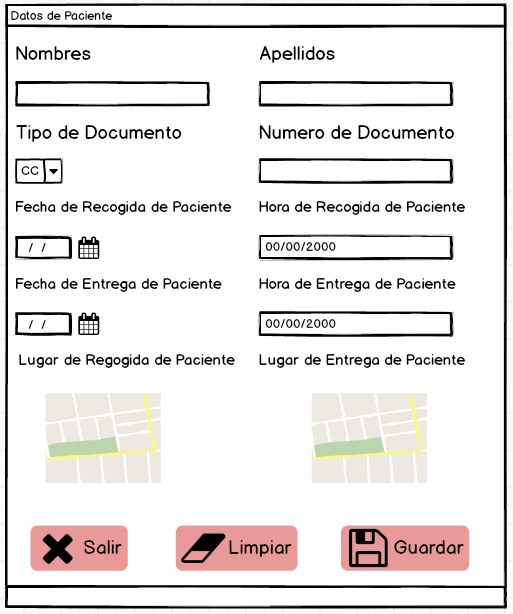 Datos de Paciente
Nombres Apellidos
Tipo de Documento Numero de Documento
CC
Fecha de Recogida de Paciente Hora de Recogida de Paciente
/ / 00/00/2000
Fecha de Entrega de Paciente Hora de Entrega de Paciente
/ / 00/00/2000
Lugar de Regogida de Paciente Lugar de Entrega de Paciente
Salir Limpiar Guardar